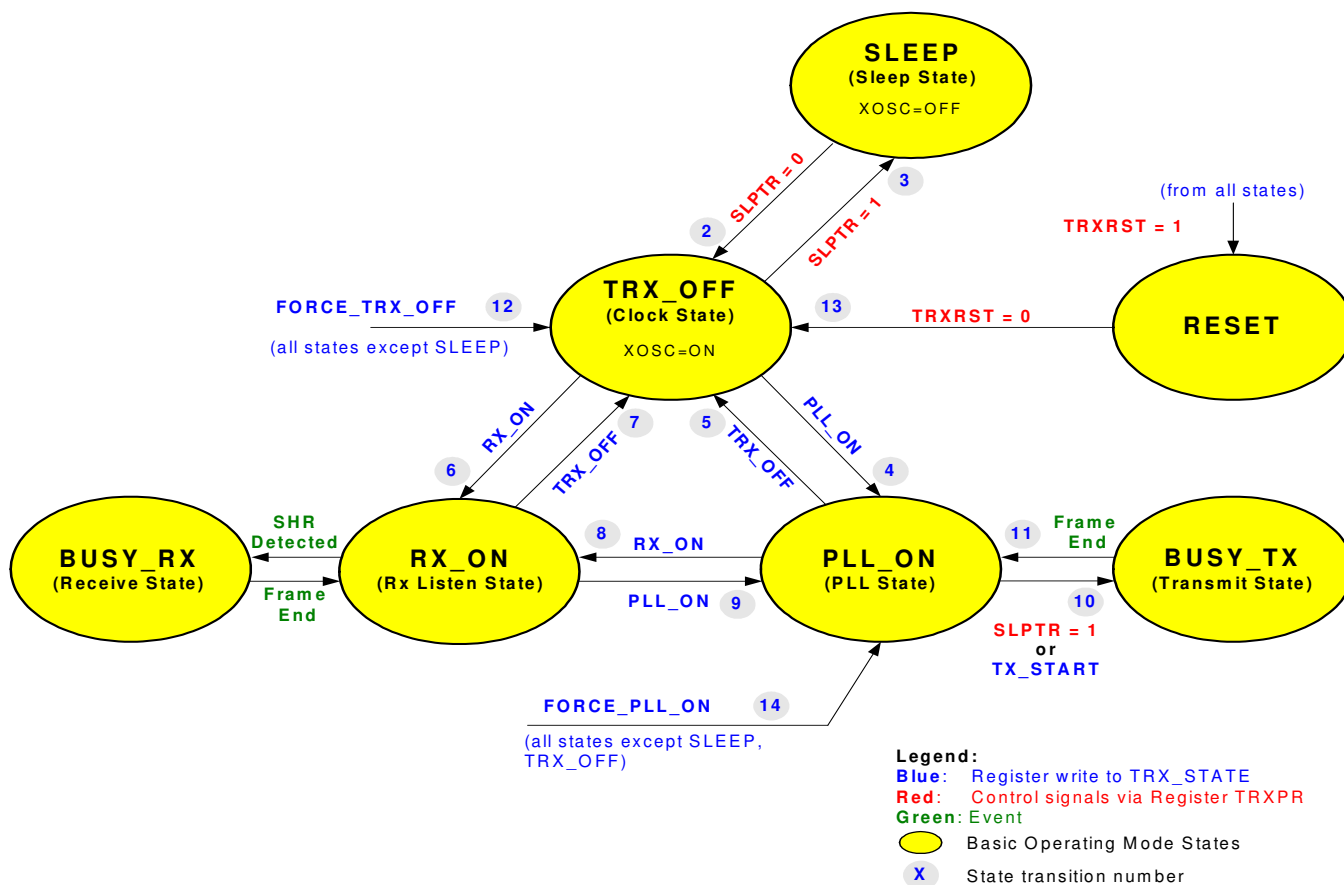 SLEEP
(Sleep State)
XOSC=OFF
SLPTR = 0
2
3
SLPTR = 1
(from all states)
TRXRST = 1
RESET
TRX_OFF
(Clock State)
XOSC=ON
FORCE_TRX_OFF 12
(all states except SLEEP)
13
TRXRST = 0
RX_ON
6
7
TRX_OFF
5
TRX_OFF
PLL_ON
4
BUSY_RX
(Receive State)
SHR
Detected
Frame
End
RX_ON
(Rx Listen State)
8
RX_ON
PLL_ON 9
PLL_ON
(PLL State)
11 Frame
End
10
SLPTR = 1
or
TX_START
BUSY_TX
(Transmit State)
FORCE_PLL_ON 14
(all states except SLEEP,
TRX_OFF)
Legend:
Blue: Register write to TRX_STATE
Red: Control signals via Register TRXPR
Green: Event
Basic Operating Mode States
X State transition number